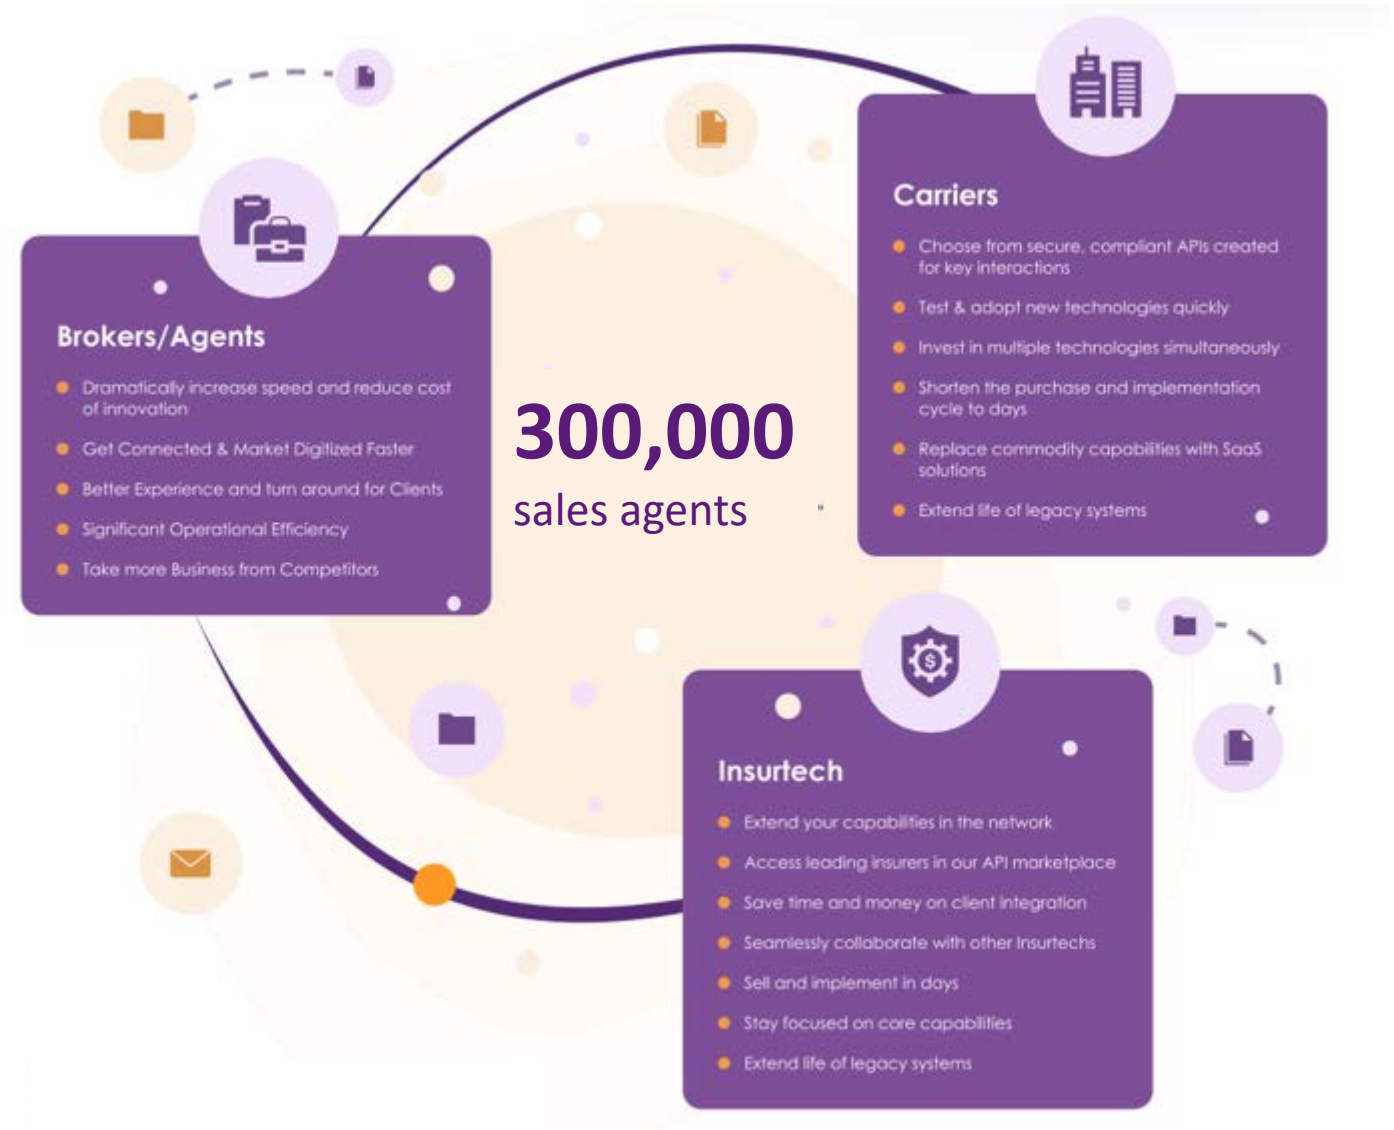 Brokers/Agents
Dramatically increase speed and reduce cost
of innovation
Get Connected & Market Digitized Faster
Better Experience and turn around for Clients
Significant Operational Efficiency
Take more Business from Competitors
300,000
sales agents
Carriers
Choose from secure, compliant APIs created
for key interactions
Test & adopt new technologies quickly
Invest in multiple technologies simultaneously
Shorten the purchase and implementation
cycle to days
Replace commodity capabilities with SaaS
solutions
Extend life of legacy systems
Insurtech
Extend your capabilities in the network
Access leading insurers in our API marketplace
Save time and money on client integration
Seamlessly collaborate with other Insurtechs
Sell and implement in days
Stay focused on core capabilities
Extend life of legacy systems